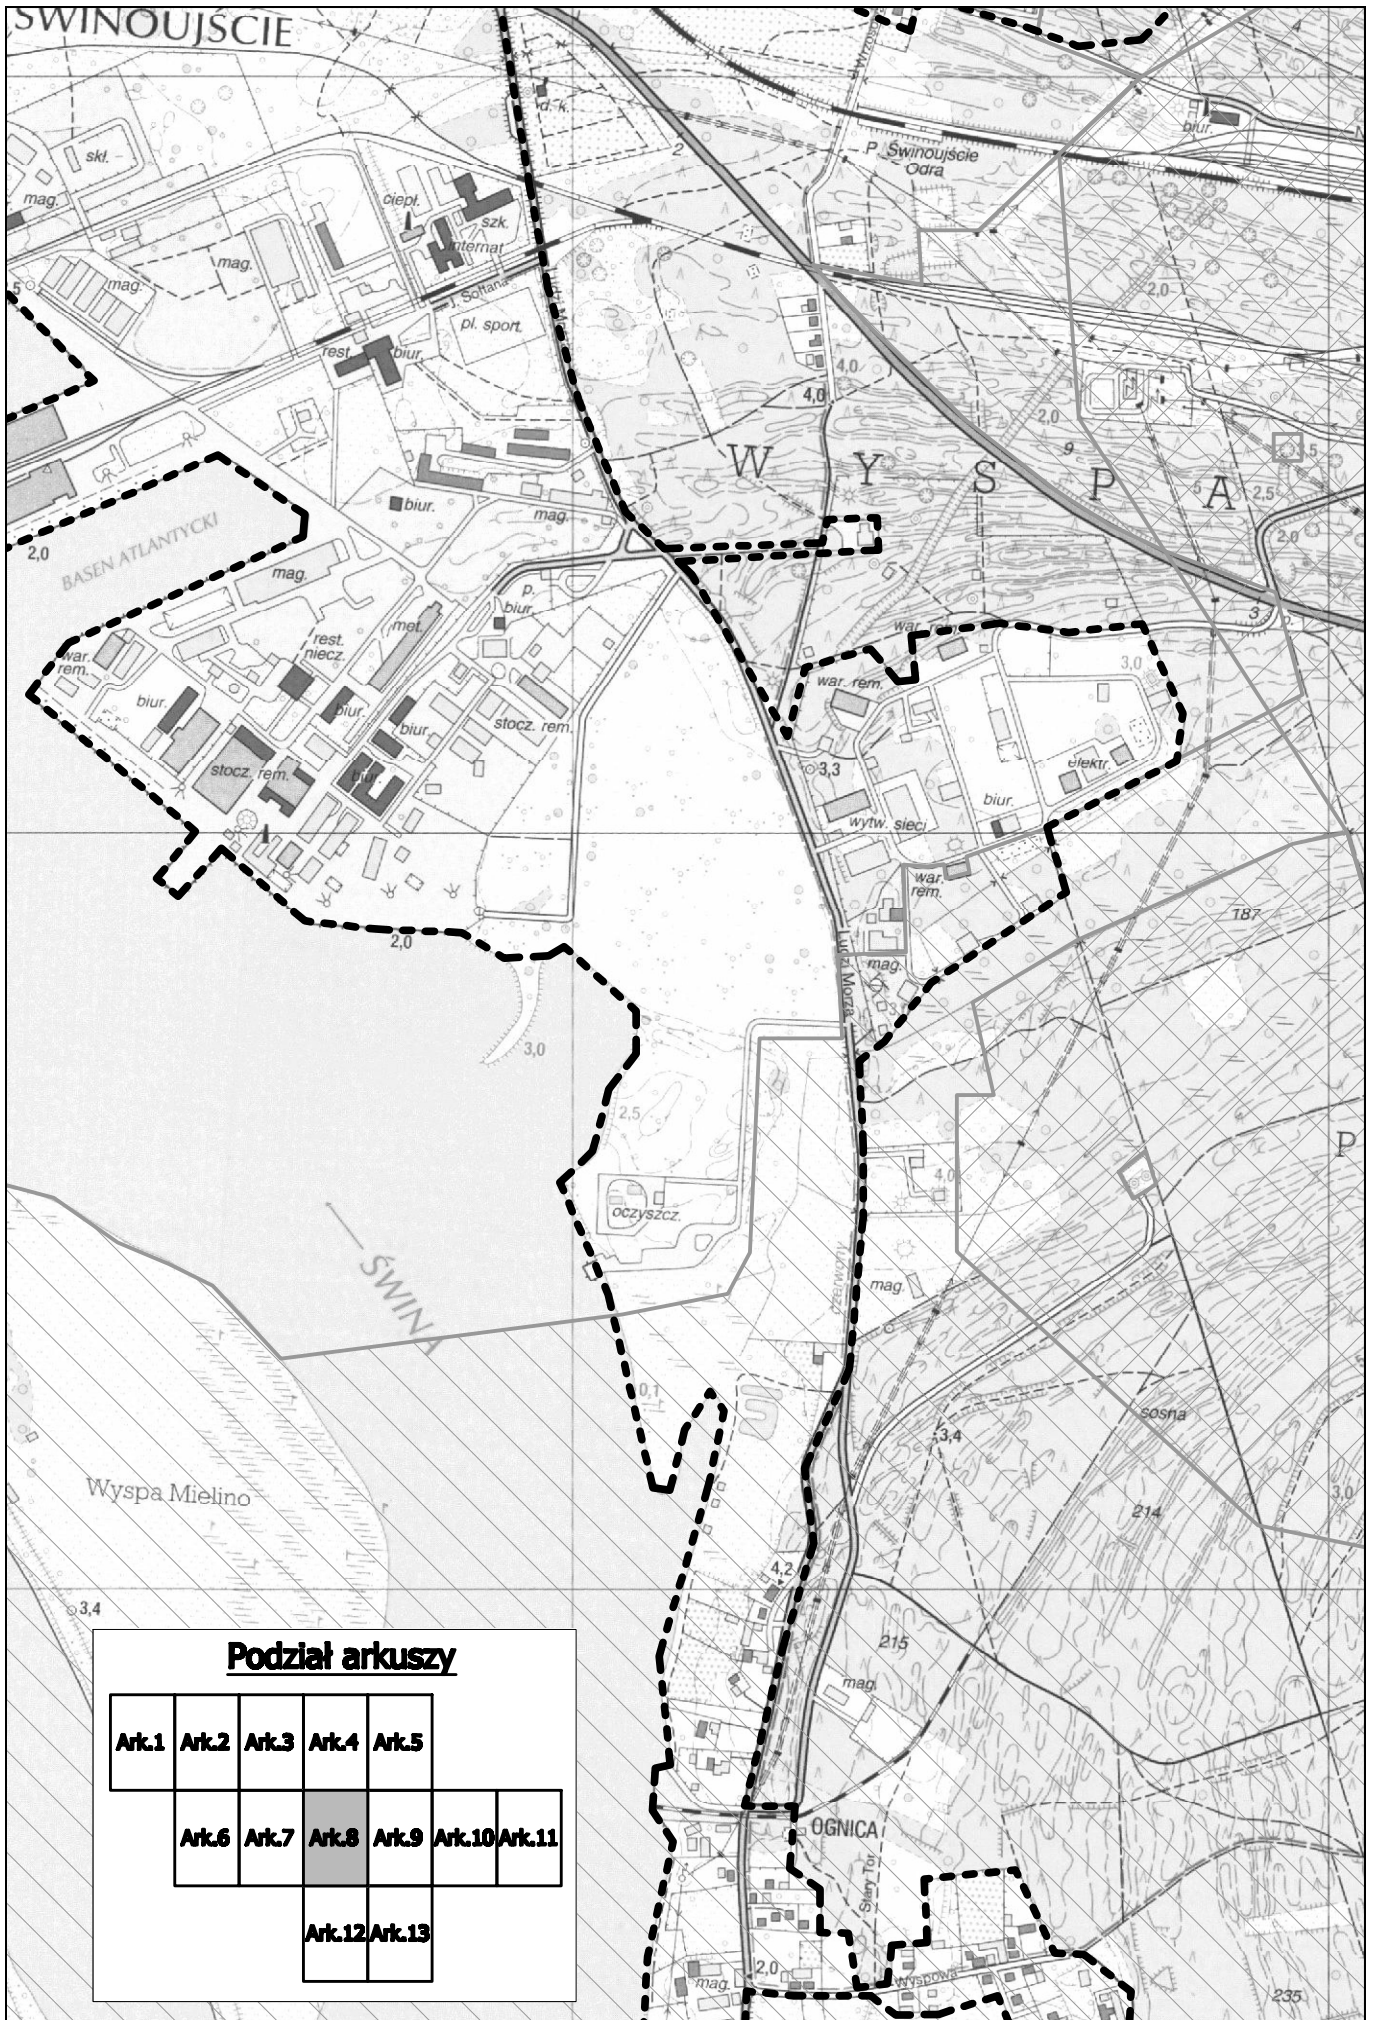 ŚWINOUJŚCIE
d. k.
biur.
2
P. Świnoujście
Odra
skł.
mag.
ciepł.
szk.
internat
mag.
mag.
J. Sołtana
2,0
5
pl. sport.
rest.
biur.
4,0
4,0
2,0
9
W Y S P A
5
2,5
2,0
biur.
mag.
2,0
BASEN ATLANTYCKI
mag.
p.
biur.
3
rest.
niecz.
met.
war. rem.
war.
rem.
3,0
war. rem.
biur.
biur.
biur.
stocz. rem.
stocz. rem.
biur.
3,3
elektr.
biur.
wytw. sieci
war.
rem.
187
2,0
Ludzi Morza
mag.
3,0
2,5
P
4,0
oczyszcz.
ŚWINA
mag.
0,1
sosna
3,4
Wyspa Mielino
214
3,0
4,2
3,4
215
mag.
Podział arkuszy
Ark.1 Ark.2 Ark.3 Ark.4 Ark.5
Ark.6 Ark.7 Ark.8 Ark.9 Ark.10 Ark.11
Ark.12 Ark.13
OGNICA
Stary Tor
mag.
2,0
Wyspowa
235